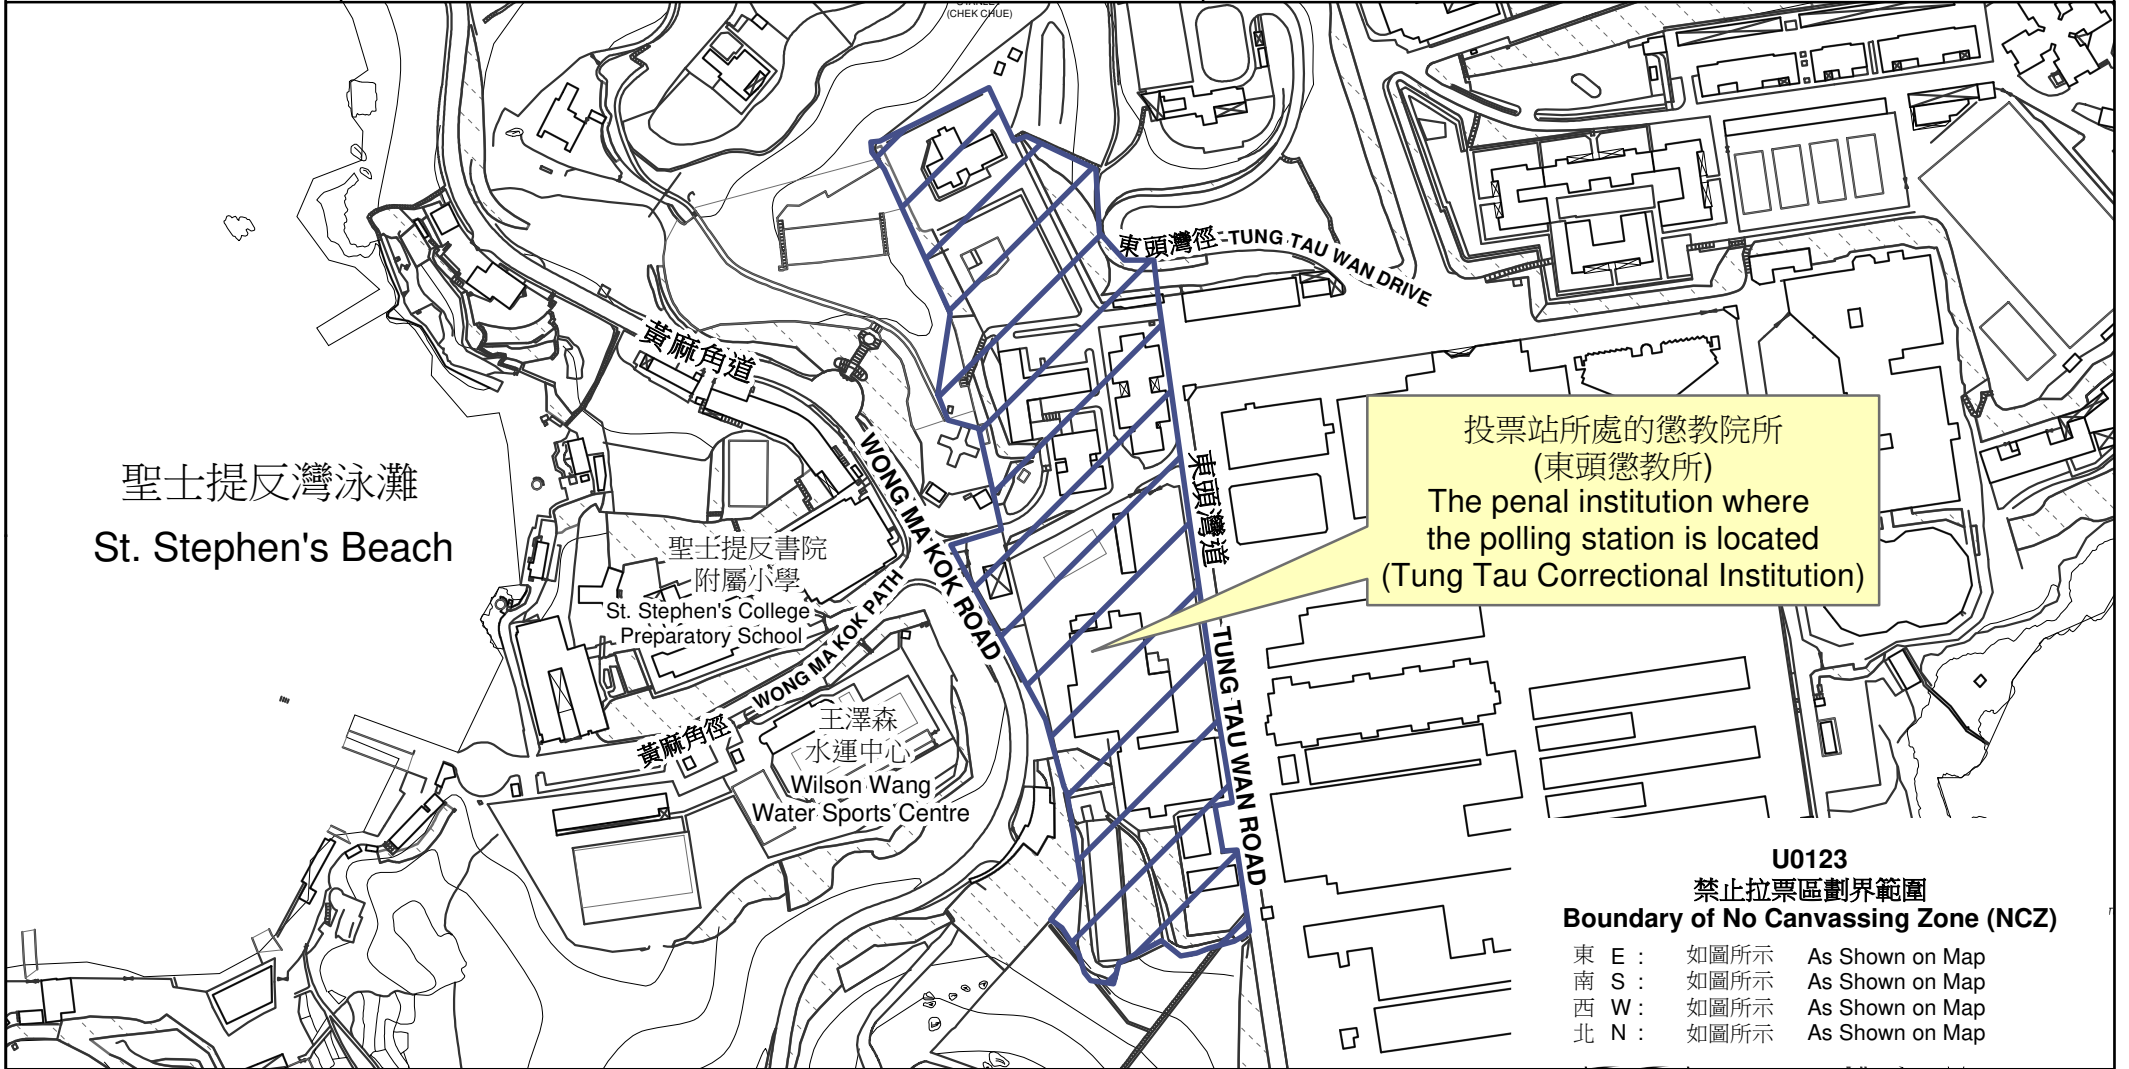 (CHEK CHUE)
東頭灣徑 TUNG TAU WAN DRIVE
黃麻角道
WONG MA KOK ROAD
聖士提反灣泳灘
St. Stephen's Beach
聖士提反書院
附屬小學
St. Stephen's College
Preparatory School
WONG MA KOK PATH
黃麻角徑
王澤森
水運中心
Wilson Wang
Water Sports Centre
東頭灣道
TUNG TAU WAN ROAD
投票站所處的懲教院所
(東頭懲教所)
The penal institution where
the polling station is located
(Tung Tau Correctional Institution)
U0123
禁止拉票區劃界範圍
Boundary of No Canvassing Zone (NCZ)
東 E : 如圖所示 As Shown on Map
南 S : 如圖所示 As Shown on Map
西 W : 如圖所示 As Shown on Map
北 N : 如圖所示 As Shown on Map